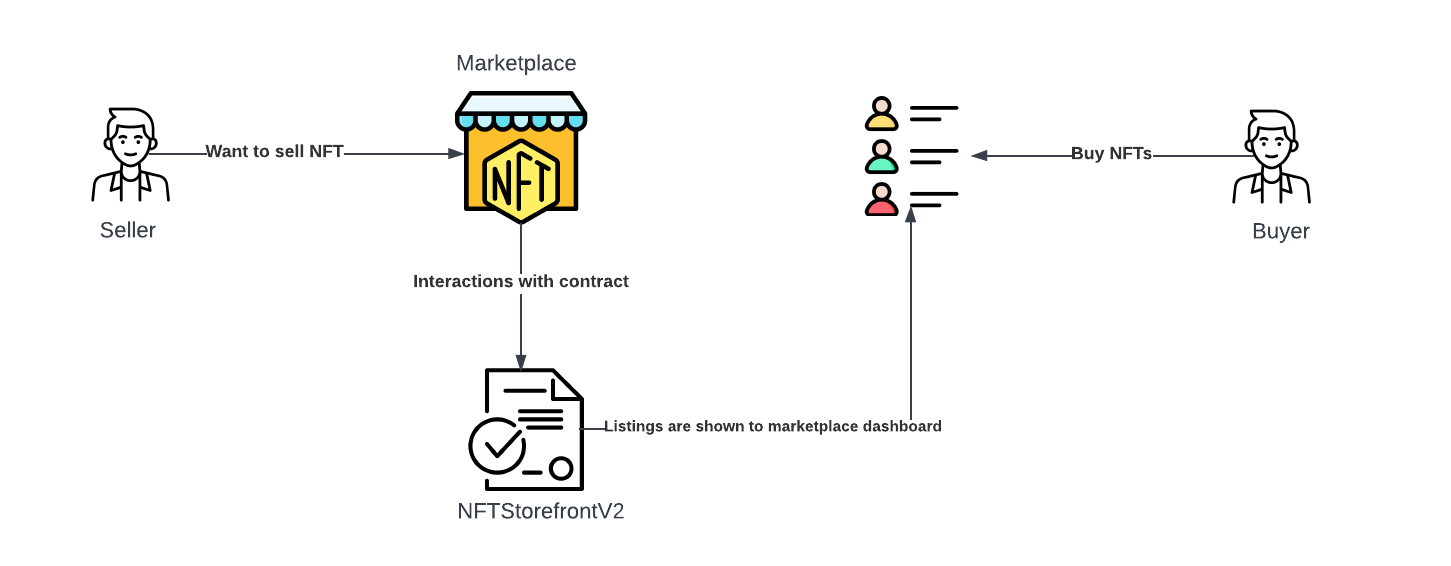 Marketplace
Want to sell NFT
NFT
Buy NFTs
Seller
Buyer
Interactions with contract
Listings are shown to marketplace dashboard
NFTStorefrontV2